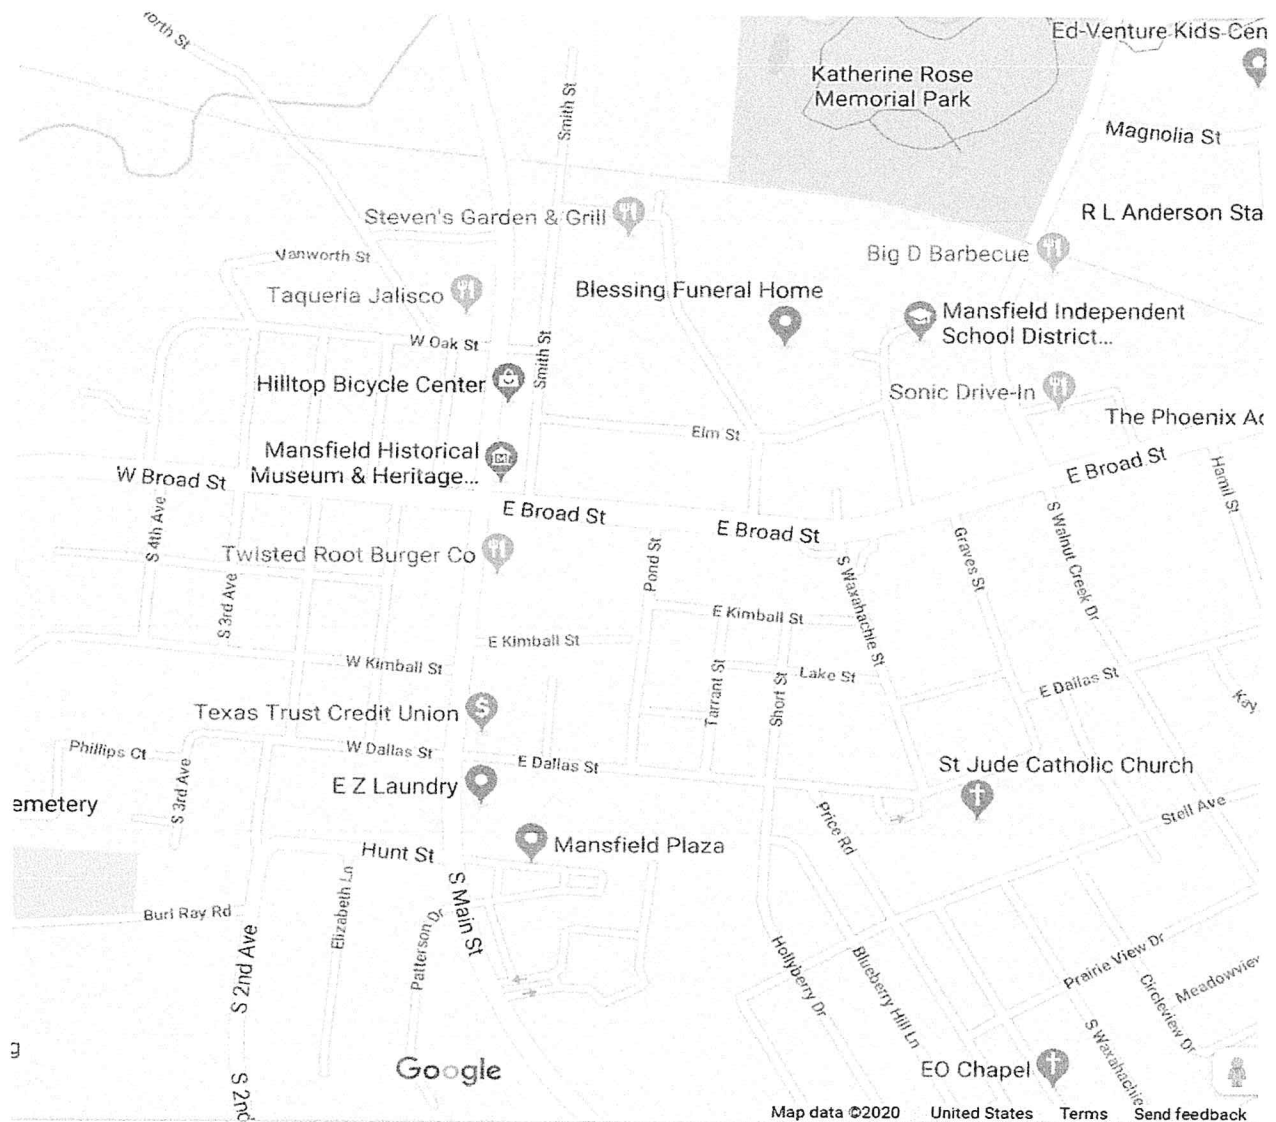 orth St
Ed-Venture Kids Cen
Katherine Rose
Memorial Park
Smith St
Magnolia St
Steven's Garden & Grill
R L Anderson Sta
Vanworth St
Big D Barbecue
Taqueria Jalisco
Blessing Funeral Home
Mansfield Independent
School District...
W Oak St
Smith St
Hilltop Bicycle Center
Sonic Drive-In
The Phoenix Ac
Elm St
Mansfield Historical
Museum & Heritage...
W Broad St
E Broad St
Hamil St
E Broad St
E Broad St
S 4th Ave
Twisted Root Burger Co
Pond St
S Waxahachie St
Graves St
S Walnut Creek Dr
S 3rd Ave
E Kimball St
E Kimball St
W Kimball St
Tarrant St
Short St
Lake St
E Dallas St
Kay
Texas Trust Credit Union
Phillips Ct
W Dallas St
E Dallas St
St Jude Catholic Church
S 3rd Ave
E Z Laundry
emetery
Price Rd
Stell Ave
Hunt St
Mansfield Plaza
Burl Ray Rd
Elizabeth Ln
S Main St
Patterson Dr
S 2nd Ave
Hollyberry Dr
Blueberry Hill Ln
Prairie View Dr
Circleview Dr
Meadowview
g
S 2nd
Google
EO Chapel
S Waxahachie
Map data ©2020 United States Terms Send feedback